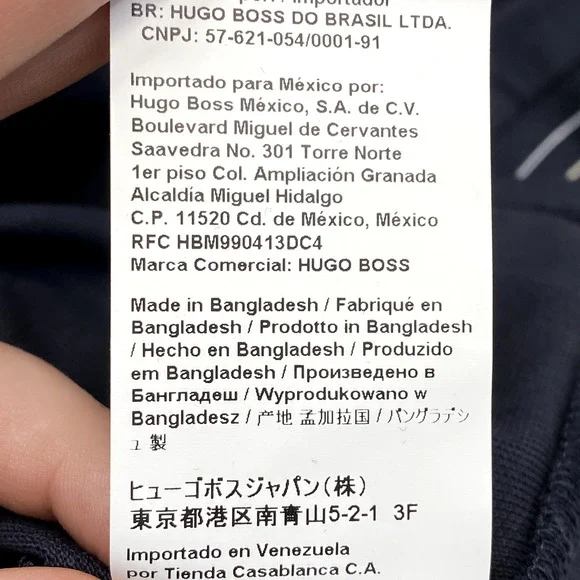 BR: HUGO BOSS DO BRASIL LTDA.
CNPJ: 57-621-054/0001-91
Importado para México por:
Hugo Boss México, S.A. de C.V.
Boulevard Miguel de Cervantes
Saavedra No. 301 Torre Norte
1er piso Col. Ampliación Granada
Alcaldía Miguel Hidalgo
C.P. 11520 Cd. de México, México
RFC HBM990413DC4
Marca Comercial: HUGO BOSS
Made in Bangladesh / Fabriqué en
Bangladesh / Prodotto in Bangladesh
/ Hecho en Bangladesh / Produzido
em Bangladesh / Произведено в
Бангладеш / Wyprodukowano w
Bangladesz / 产地 孟加拉国 / バングラデシ
ュ 製
ヒューゴボスジャパン(株)
東京都港区南青山5-2-1 3F
Importado en Venezuela
por Tienda Casablanca C.A.